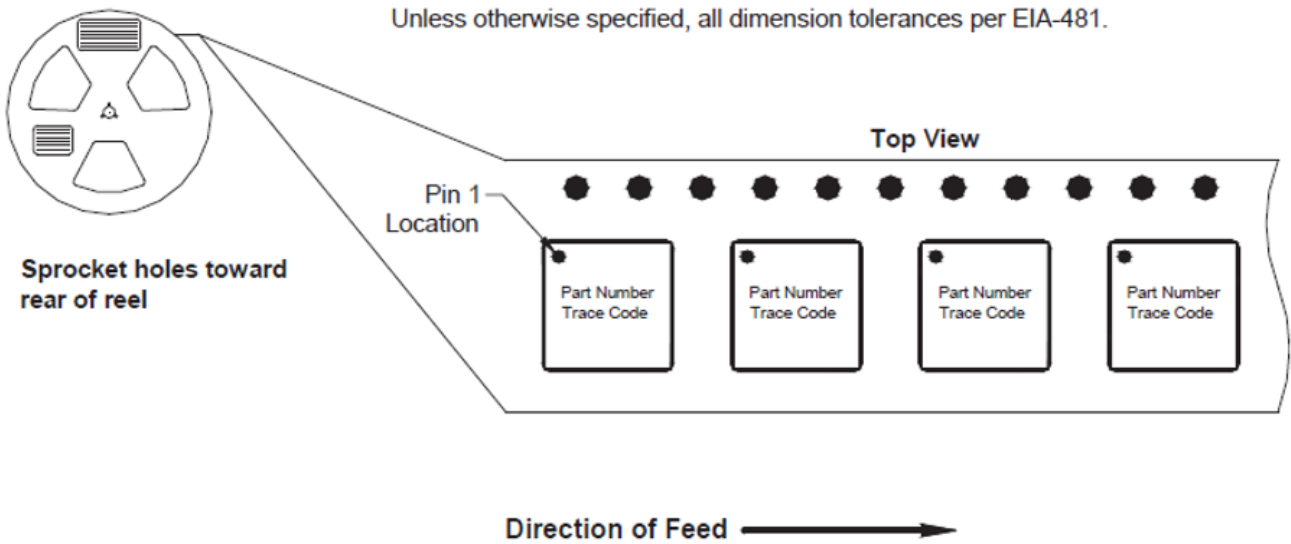 Unless otherwise specified, all dimension tolerances per EIA-481.
Top View
Pin 1
Location
Sprocket holes toward
rear of reel
Part Number
Trace Code
Part Number
Trace Code
Part Number
Trace Code
Part Number
Trace Code
Direction of Feed